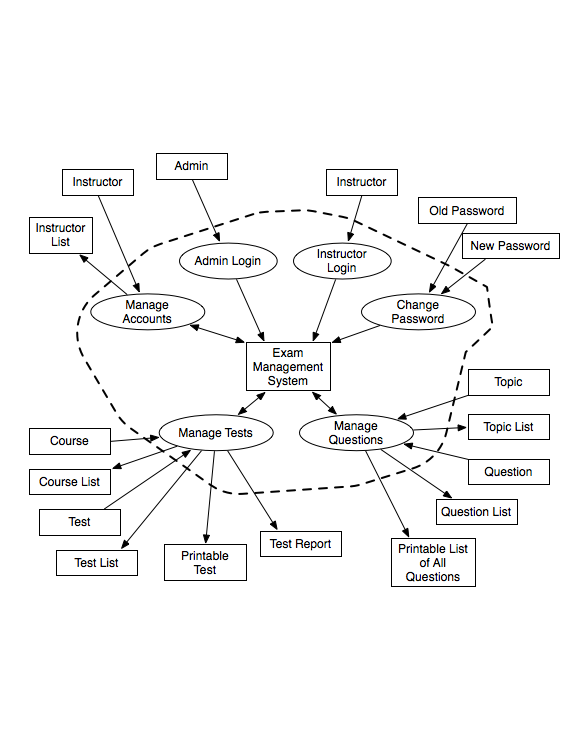 Admin
Instructor
Instructor
Old Password
Instructor
List
New Password
Admin Login
Instructor
Login
Manage
Accounts
Change
Password
Exam
Management
System
Topic
Manage Tests
Manage
Questions
Topic List
Course
Course List
Question
Test
Question List
Test List
Printable
Test
Test Report
Printable List
of All
Questions